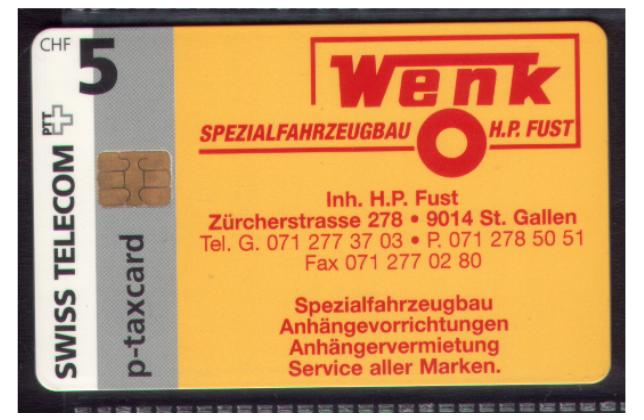 CHF 5
PTT
SWISS TELECOM
p-taxcard
Wenk
SPEZIALFAHRZEUGBAU H.P. FUST
Inh. H.P. Fust
Zürcherstrasse 278 • 9014 St. Gallen
Tel. G. 071 277 37 03 • P. 071 278 50 51
Fax 071 277 02 80
Spezialfahrzeugbau
Anhängevorrichtungen
Anhängervermietung
Service aller Marken.